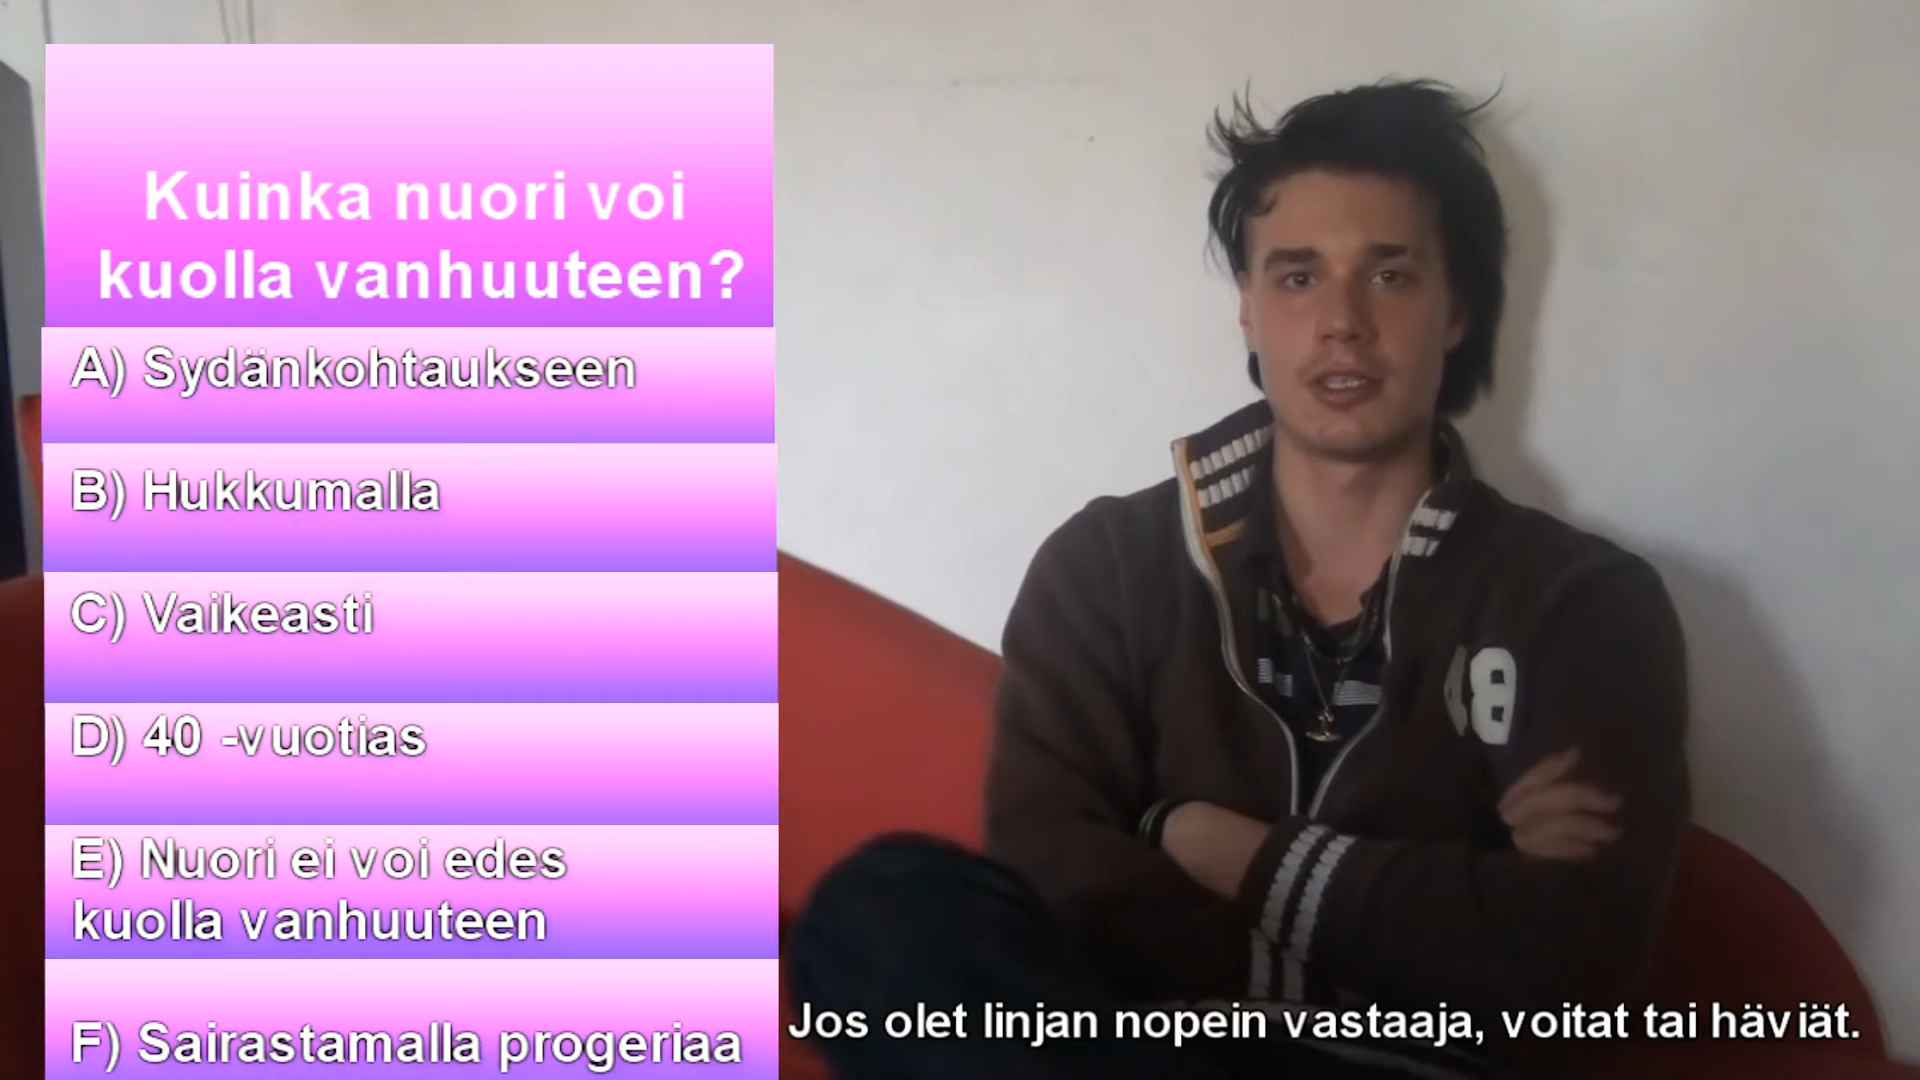 Kuinka nuori voi
kuolla vanhuuteen?
A) Sydänkohtaukseen
B) Hukkumalla
C) Vaikeasti
D) 40 -vuotias
E) Nuori ei voi edes
kuolla vanhuuteen
F) Sairastamalla progeriaa
Jos olet linjan nopein vastaaja, voitat tai häviät.